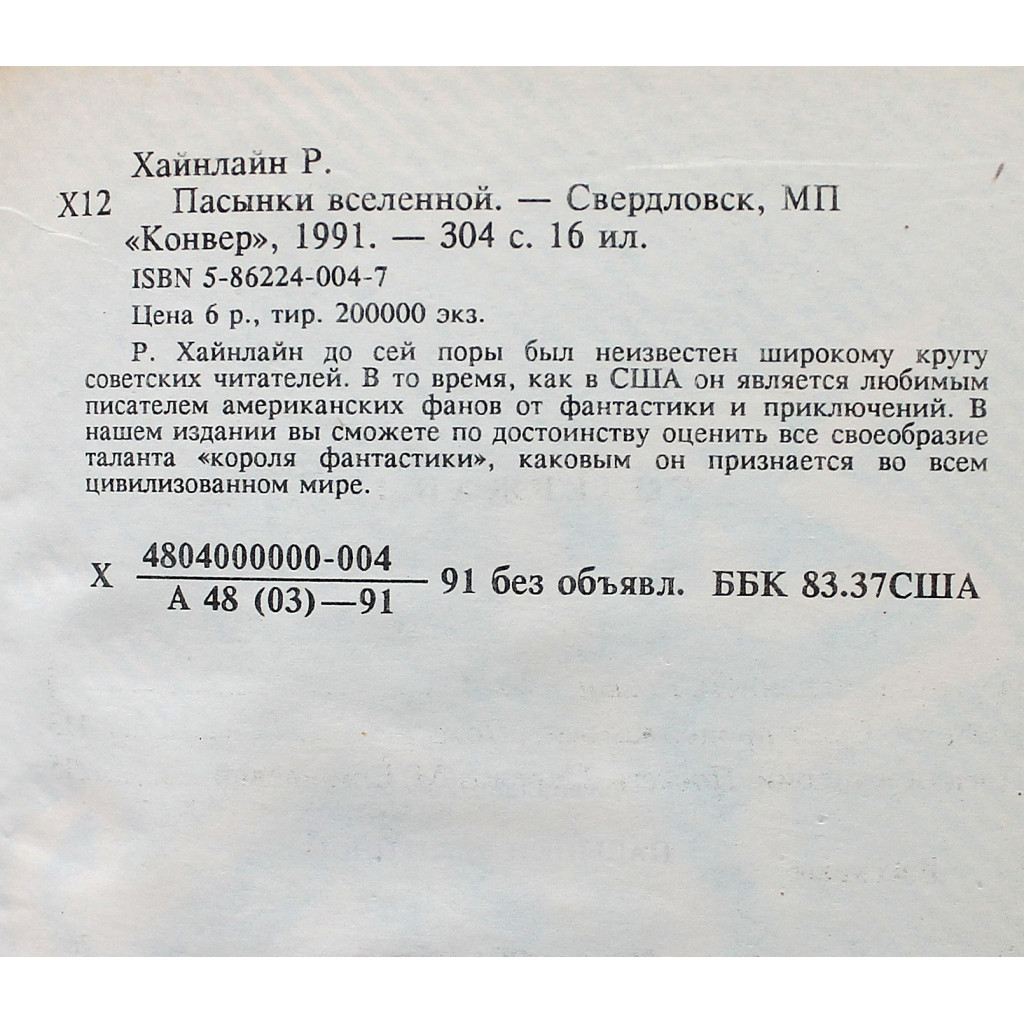 Хайнлайн Р.
Х12 Пасынки вселенной. — Свердловск, МП
«Конвер», 1991. — 304 с. 16 ил.
ISBN 5-86224-004-7
Цена 6 р., тир. 200000 экз.
Р. Хайнлайн до сей поры был неизвестен широкому кругу
советских читателей. В то время, как в США он является любимым
писателем американских фанов от фантастики и приключений. В
нашем издании вы сможете по достоинству оценить все своеобразие
таланта «короля фантастики», каковым он признается во всем
цивилизованном мире.
4804000000-004
Х 91 без объявл. ББК 83.37США
А 48 (03)—91